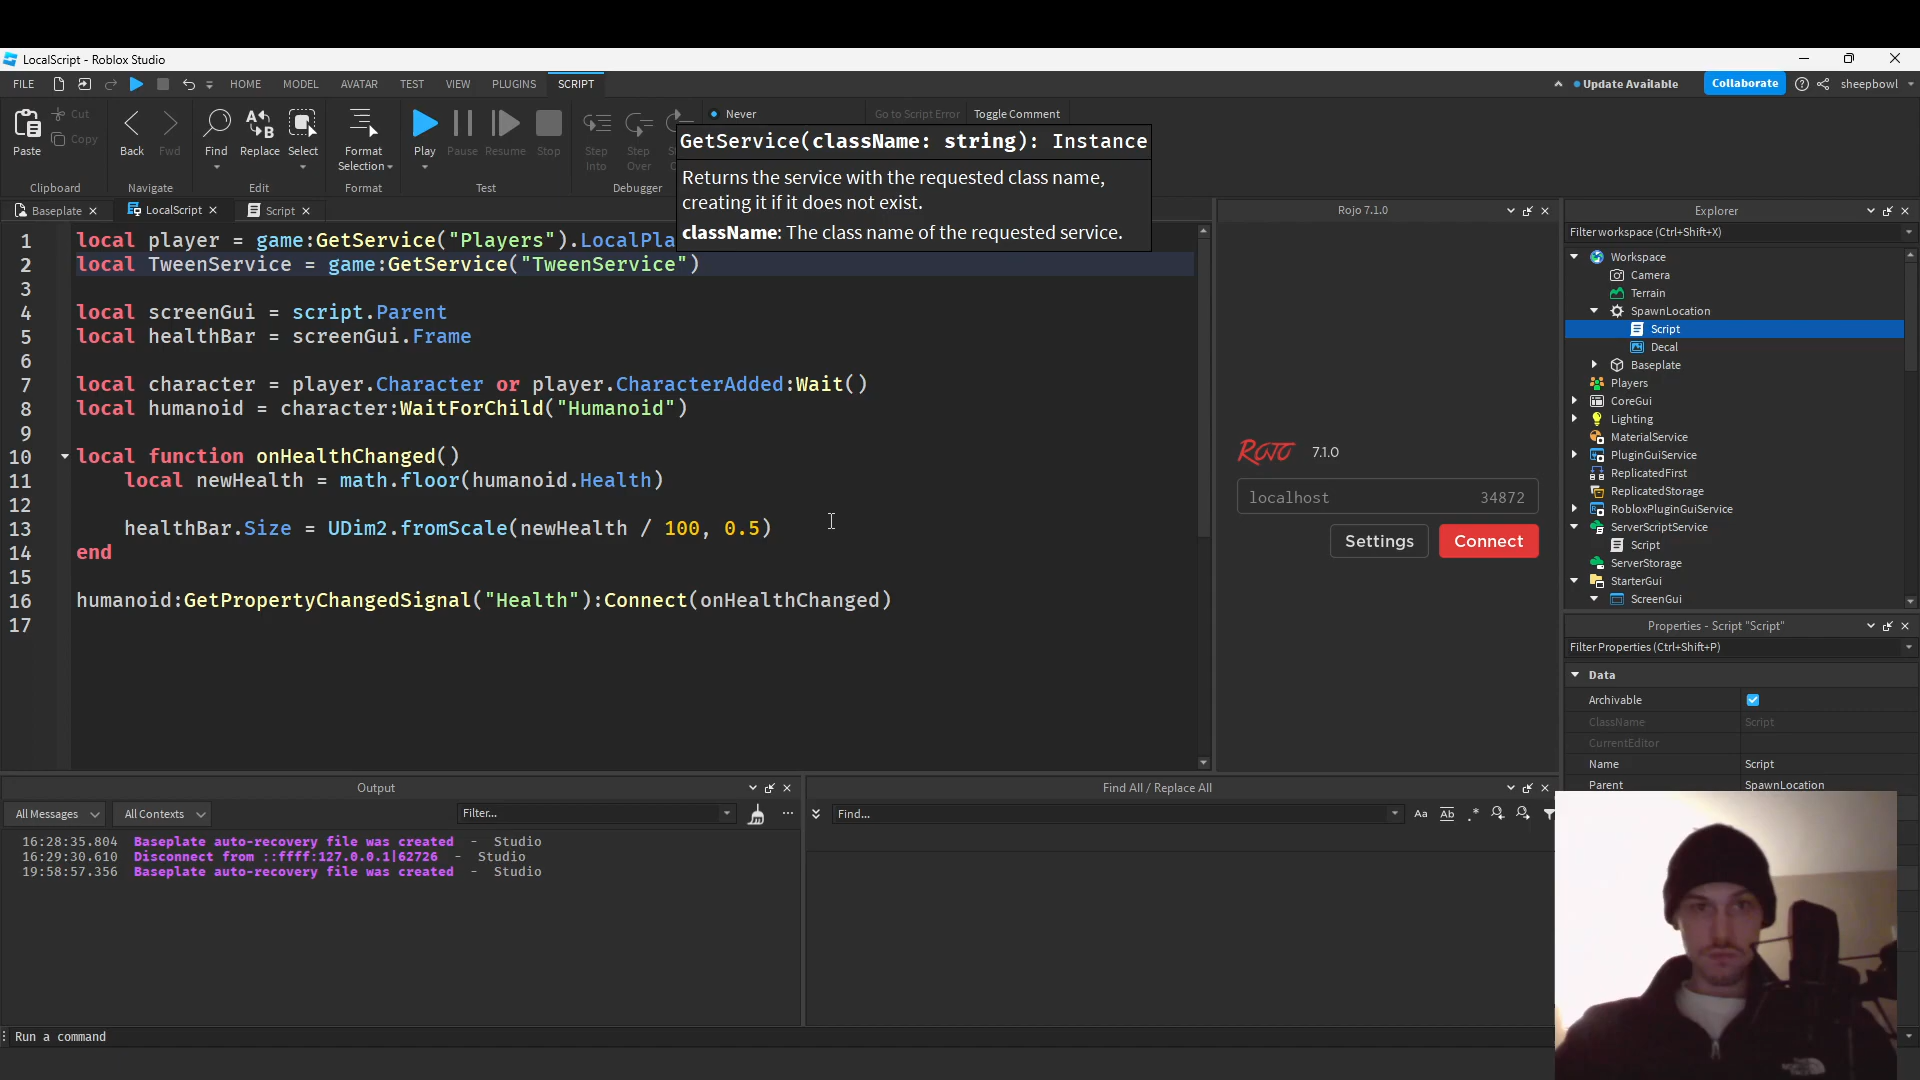 LocalScript - Roblox Studio
FILE HOME MODEL AVATAR TEST VIEW PLUGINS SCRIPT Update Available Collaborate sheepbowl
Paste Cut Copy Back Fwd Find Replace Select Format Selection Play Pause Resume Stop Step Into Step Over Never Go to Script Error Toggle Comment
Clipboard Navigate Edit Format Test Debugger
GetService(className: string): Instance
Returns the service with the requested class name,
creating it if it does not exist.
className: The class name of the requested service.
Baseplate LocalScript Script
1 local player = game:GetService("Players").LocalPla
2 local TweenService = game:GetService("TweenService")
3
4 local screenGui = script.Parent
5 local healthBar = screenGui.Frame
6
7 local character = player.Character or player.CharacterAdded:Wait()
8 local humanoid = character:WaitForChild("Humanoid")
9
10 local function onHealthChanged()
11 local newHealth = math.floor(humanoid.Health)
12
13 healthBar.Size = UDim2.fromScale(newHealth / 100, 0.5)
14 end
15
16 humanoid:GetPropertyChangedSignal("Health"):Connect(onHealthChanged)
17
Rojo 7.1.0
ROJO 7.1.0
localhost 34872
Settings Connect
Explorer
Filter workspace (Ctrl+Shift+X)
Workspace
Camera
Terrain
SpawnLocation
Script
Decal
Baseplate
Players
CoreGui
Lighting
MaterialService
PluginGuiService
ReplicatedFirst
ReplicatedStorage
RobloxPluginGuiService
ServerScriptService
Script
ServerStorage
StarterGui
ScreenGui
Properties - Script "Script"
Filter Properties (Ctrl+Shift+P)
Data
Archivable
ClassName Script
CurrentEditor
Name Script
Parent SpawnLocation
Output
All Messages All Contexts Filter...
16:28:35.804 Baseplate auto-recovery file was created - Studio
16:29:30.610 Disconnect from ::ffff:127.0.0.1|62726 - Studio
19:58:57.356 Baseplate auto-recovery file was created - Studio
Find All / Replace All
Find... Aa Ab .*
Run a command